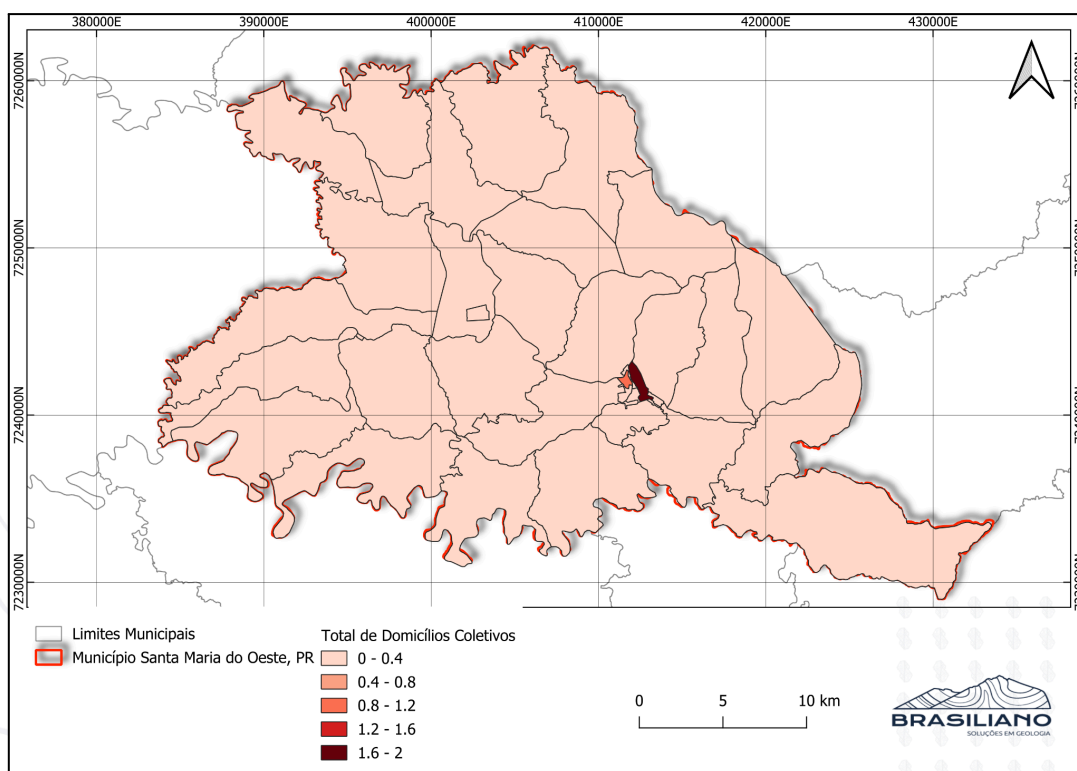 380000E 390000E 400000E 410000E 420000E 430000E
7260000N
7250000N 7250000N
7240000N 7240000N
7230000N
Limites Municipais
Município Santa Maria do Oeste, PR
Total de Domicílios Coletivos
0 - 0.4
0.4 - 0.8
0.8 - 1.2
1.2 - 1.6
1.6 - 2
0 5 10 km
BRASILIANO
SOLUÇÕES EM GEOLOGIA